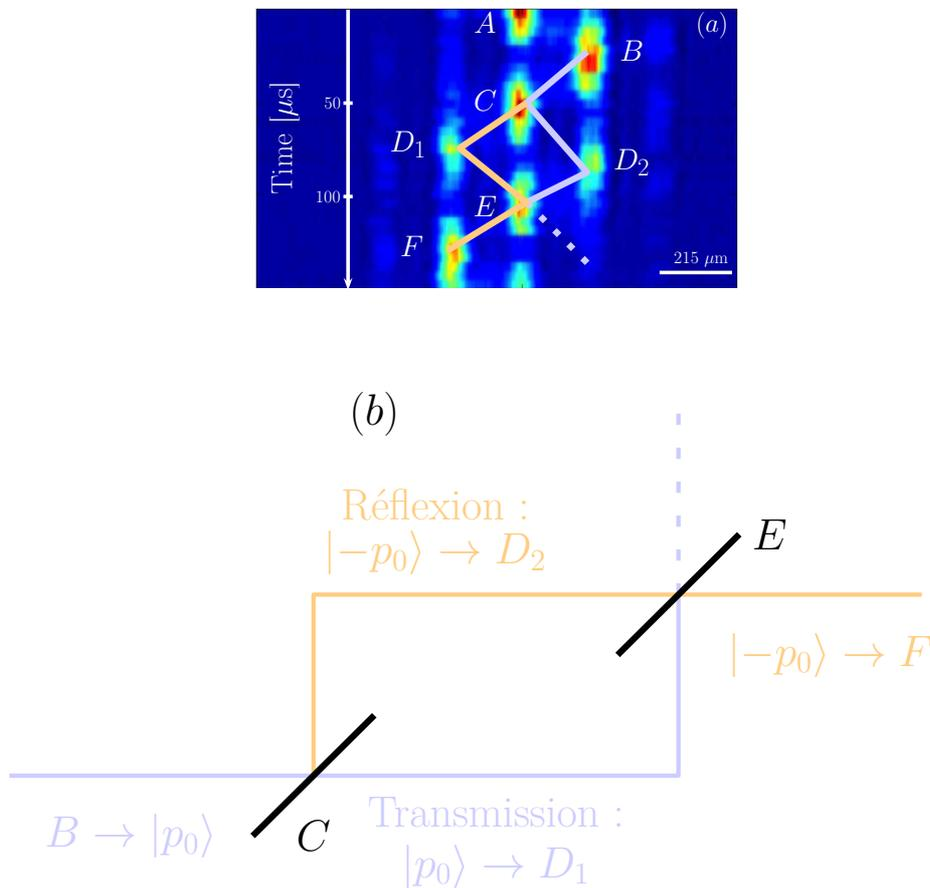 A
(a)
B
50
C
Time [μs]
D₁
D₂
100
E
F
215 μm
(b)
Réflexion :
|−p₀⟩ → D₂
E
|−p₀⟩ → F
B → |p₀⟩
C
Transmission :
|p₀⟩ → D₁